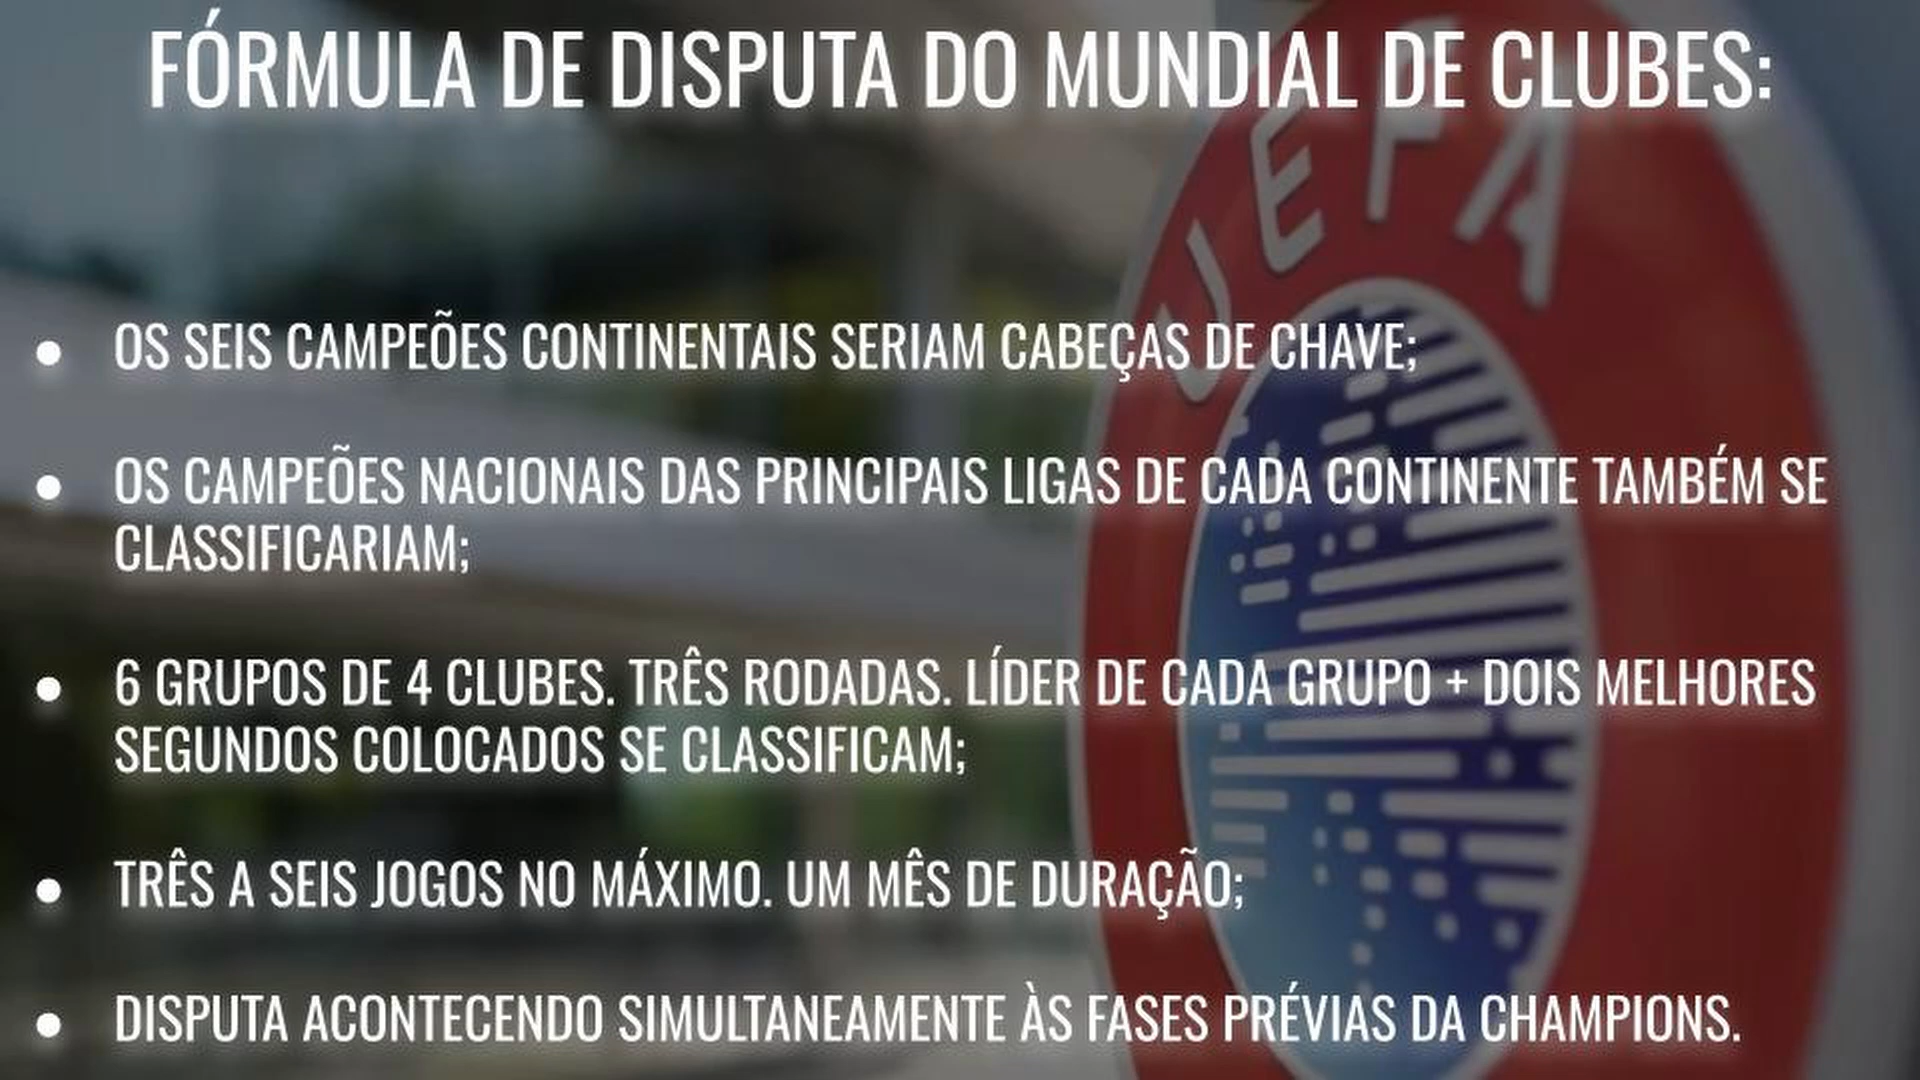 FÓRMULA DE DISPUTA DO MUNDIAL DE CLUBES:
UEFA
• OS SEIS CAMPEÕES CONTINENTAIS SERIAM CABEÇAS DE CHAVE;
• OS CAMPEÕES NACIONAIS DAS PRINCIPAIS LIGAS DE CADA CONTINENTE TAMBÉM SE
CLASSIFICARIAM;
• 6 GRUPOS DE 4 CLUBES. TRÊS RODADAS. LÍDER DE CADA GRUPO + DOIS MELHORES
SEGUNDOS COLOCADOS SE CLASSIFICAM;
• TRÊS A SEIS JOGOS NO MÁXIMO. UM MÊS DE DURAÇÃO;
• DISPUTA ACONTECENDO SIMULTANEAMENTE ÀS FASES PRÉVIAS DA CHAMPIONS.